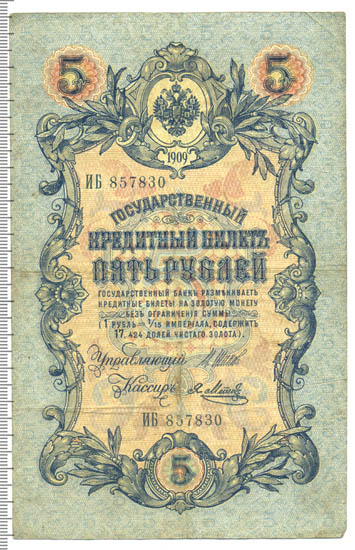 5 5
1909
ИБ 857830
ГОСУДАРСТВЕННЫЙ
КРЕДИТНЫЙ БИЛЕТЪ
ПЯТЬ РУБЛЕЙ
ГОСУДАРСТВЕННЫЙ БАНКЪ РАЗМѢНИВАЕТЪ
КРЕДИТНЫЕ БИЛЕТЫ НА ЗОЛОТУЮ МОНЕТУ
БЕЗЪ ОГРАНИЧЕНІЯ СУММЫ
(1 РУБЛЬ = 1/15 ИМПЕРІАЛА, СОДЕРЖИТЪ
17,424 ДОЛЕЙ ЧИСТАГО ЗОЛОТА).
Управляющій
Кассиръ
ИБ 857830
5